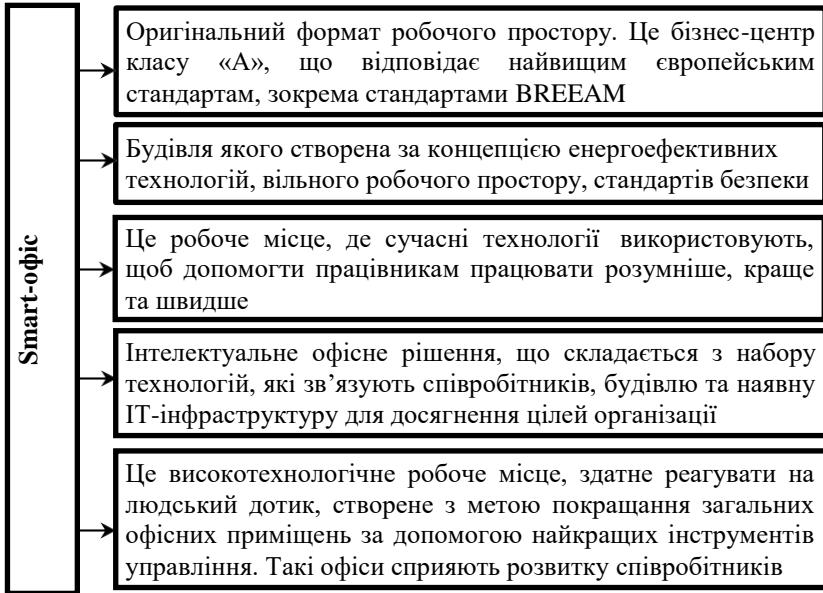 Smart-офіс
Оригінальний формат робочого простору. Це бізнес-центр
класу «А», що відповідає найвищим європейським
стандартам, зокрема стандартами BREEAM
Будівля якого створена за концепцією енергоефективних
технологій, вільного робочого простору, стандартів безпеки
Це робоче місце, де сучасні технології використовують,
щоб допомогти працівникам працювати розумніше, краще
та швидше
Інтелектуальне офісне рішення, що складається з набору
технологій, які зв’язують співробітників, будівлю та наявну
ІТ-інфраструктуру для досягнення цілей організації
Це високотехнологічне робоче місце, здатне реагувати на
людський дотик, створене з метою покращання загальних
офісних приміщень за допомогою найкращих інструментів
управління. Такі офіси сприяють розвитку співробітників